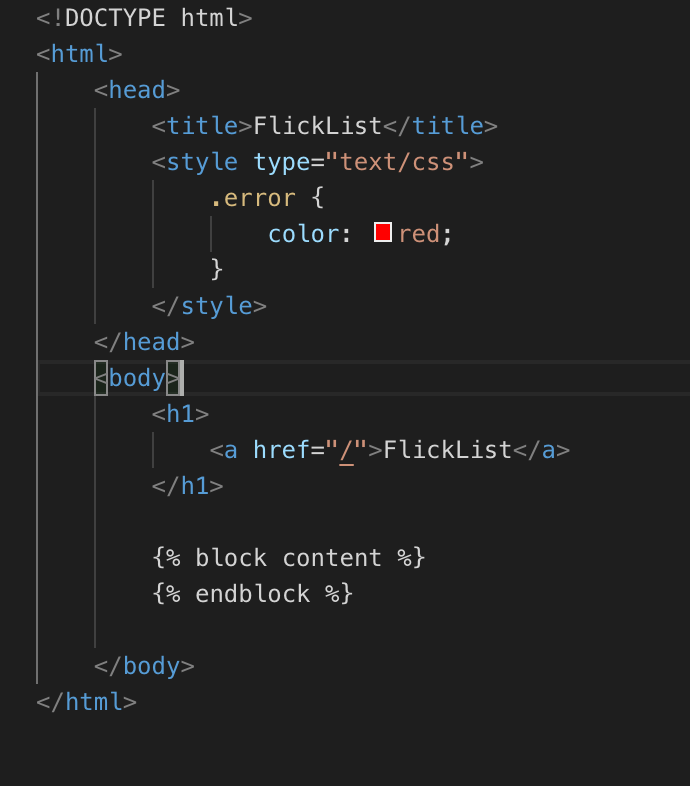 <!DOCTYPE html>
<html>
    <head>
        <title>FlickList</title>
        <style type="text/css">
            .error {
                color: red;
            }
        </style>
    </head>
    <body>
        <h1>
            <a href="/">FlickList</a>
        </h1>

        {% block content %}
        {% endblock %}

    </body>
</html>